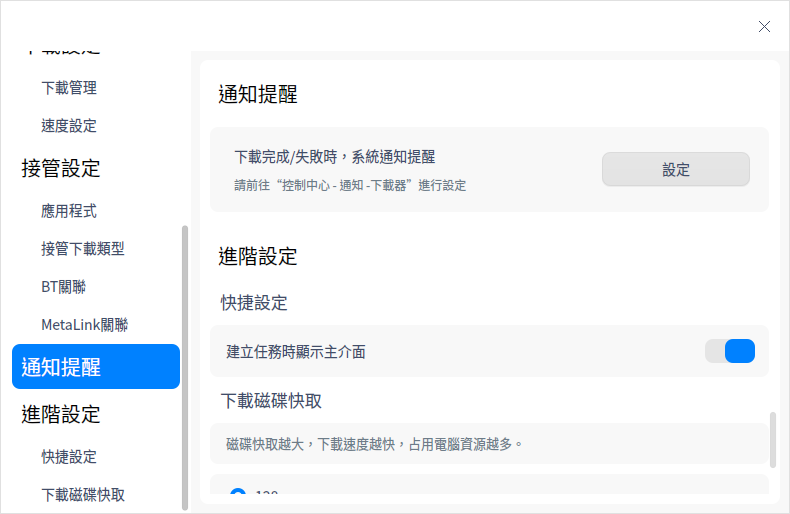 下載設定
下載管理
速度設定
接管設定
應用程式
接管下載類型
BT關聯
MetaLink關聯
通知提醒
進階設定
快捷設定
下載磁碟快取
通知提醒
下載完成/失敗時，系統通知提醒
請前往“控制中心 - 通知 -下載器”進行設定
設定
進階設定
快捷設定
建立任務時顯示主介面
下載磁碟快取
磁碟快取越大，下載速度越快，占用電腦資源越多。
128